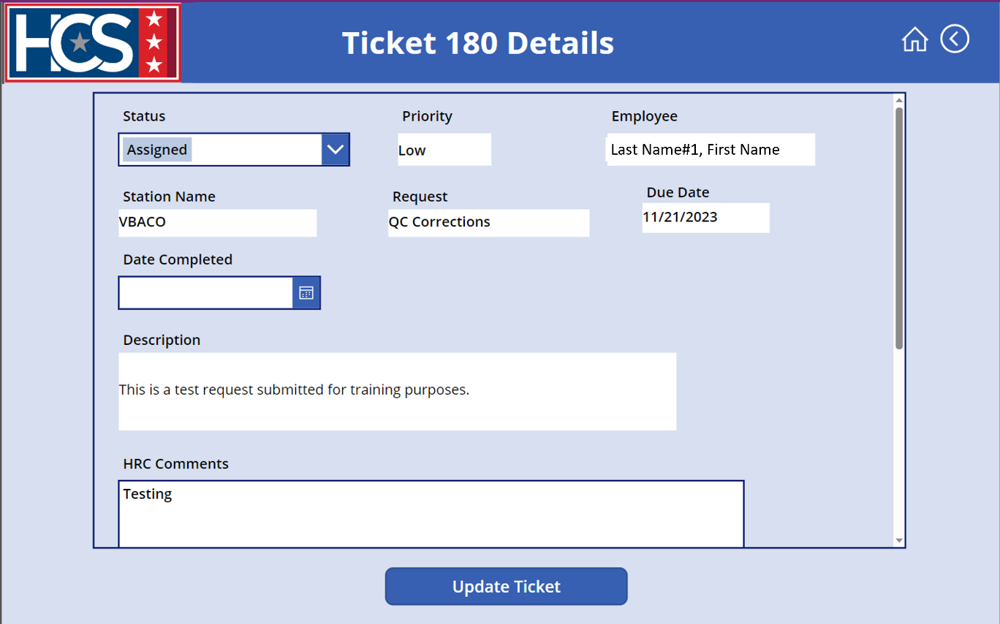 HCS
Ticket 180 Details
Status
Priority
Employee
Assigned
Low
Last Name#1, First Name
Station Name
Request
Due Date
VBACO
QC Corrections
11/21/2023
Date Completed
Description
This is a test request submitted for training purposes.
HRC Comments
Testing
Update Ticket